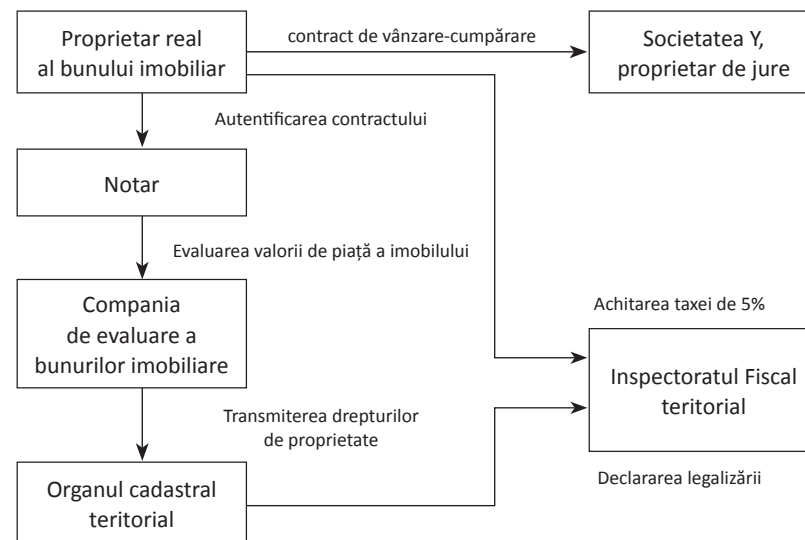 Proprietar real
al bunului imobiliar
contract de vânzare-cumpărare
Societatea Y,
proprietar de jure
Autentificarea contractului
Notar
Evaluarea valorii de piață a imobilului
Compania
de evaluare a
bunurilor imobiliare
Achitarea taxei de 5%
Inspectoratul Fiscal
teritorial
Transmiterea drepturilor
de proprietate
Organul cadastral
teritorial
Declararea legalizării